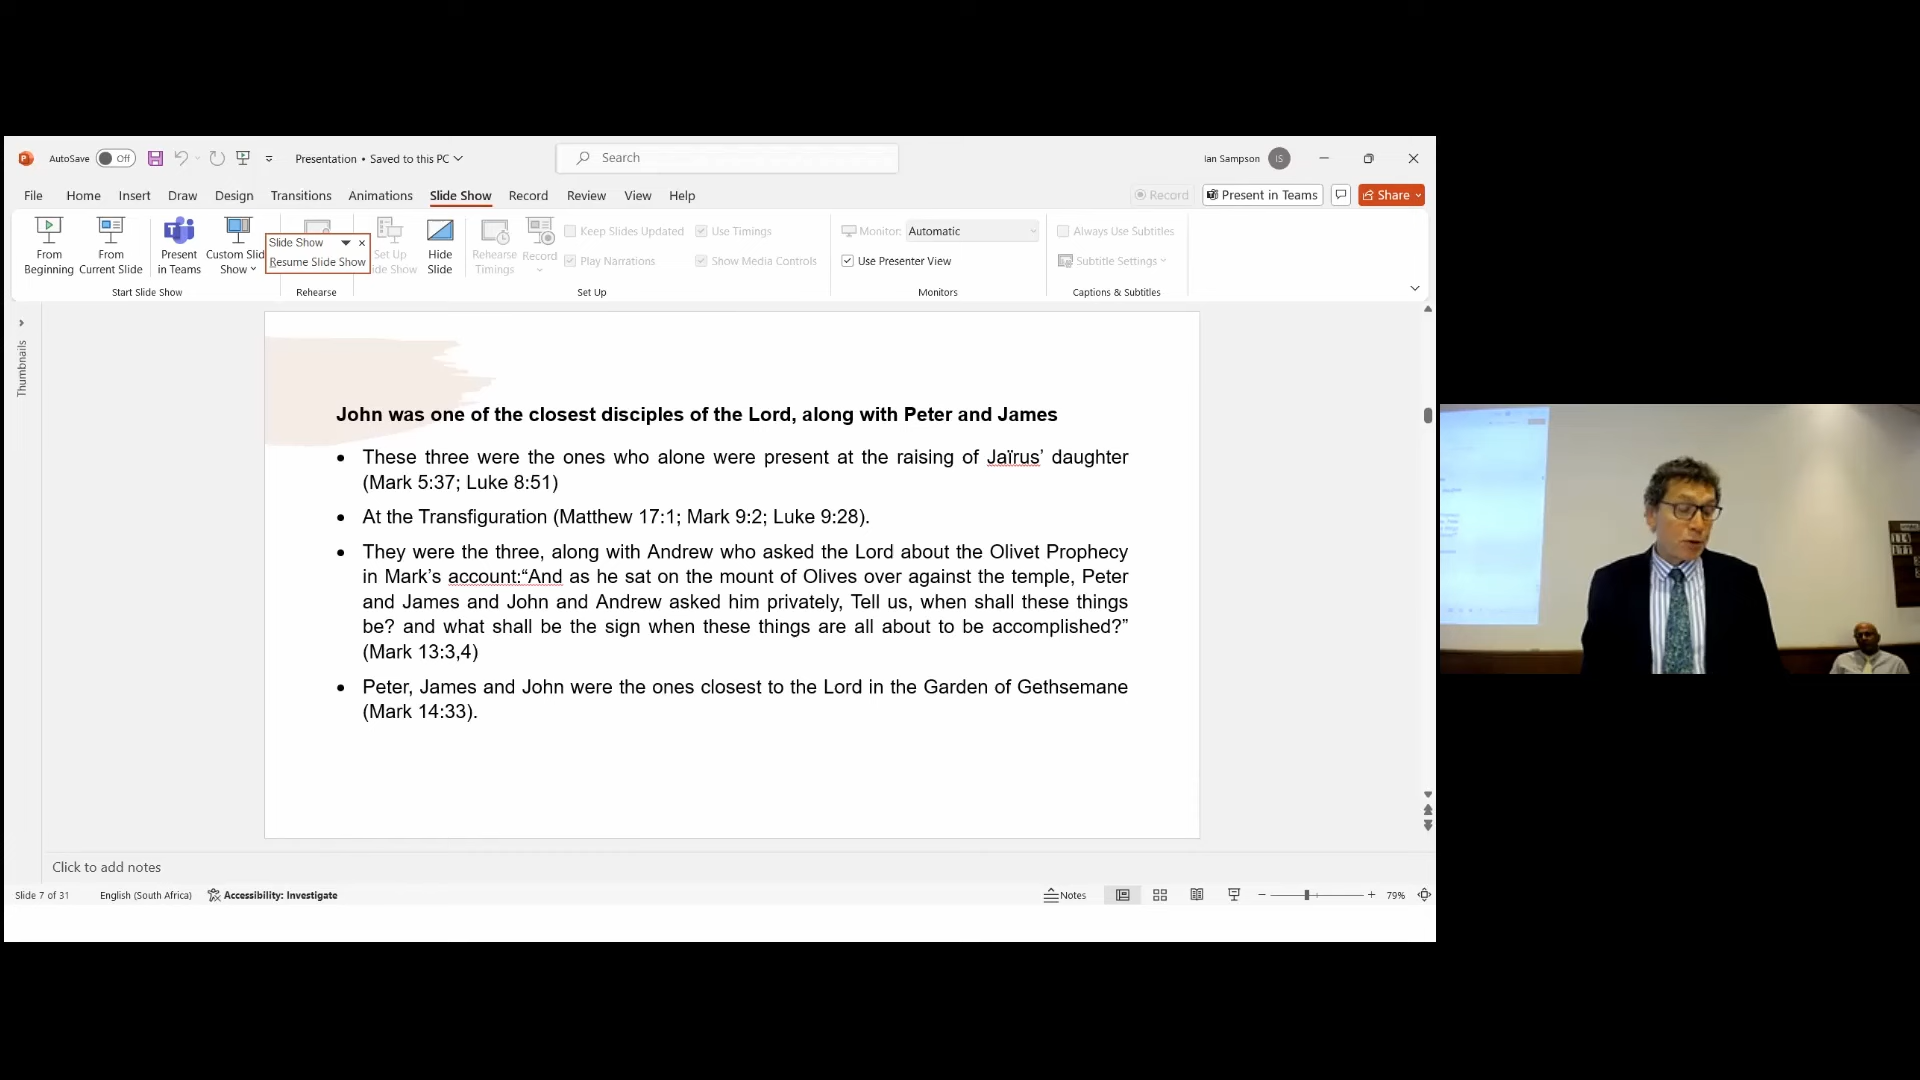 AutoSave Off
Presentation • Saved to this PC
Search
Ian Sampson IS
File Home Insert Draw Design Transitions Animations Slide Show Record Review View Help
Record Present in Teams Share
From Beginning
From Current Slide
Present in Teams
Custom Slid Show
Start Slide Show
Slide Show
Resume Slide Show
Rehearse
Set Up
ide Show
Hide Slide
Rehearse Timings
Record
Keep Slides Updated
Use Timings
Play Narrations
Show Media Controls
Set Up
Monitor: Automatic
Use Presenter View
Monitors
Always Use Subtitles
Subtitle Settings
Captions & Subtitles
Thumbnails
John was one of the closest disciples of the Lord, along with Peter and James
• These three were the ones who alone were present at the raising of Jaïrus’ daughter
(Mark 5:37; Luke 8:51)
• At the Transfiguration (Matthew 17:1; Mark 9:2; Luke 9:28).
• They were the three, along with Andrew who asked the Lord about the Olivet Prophecy
in Mark’s account:“And as he sat on the mount of Olives over against the temple, Peter
and James and John and Andrew asked him privately, Tell us, when shall these things
be? and what shall be the sign when these things are all about to be accomplished?”
(Mark 13:3,4)
• Peter, James and John were the ones closest to the Lord in the Garden of Gethsemane
(Mark 14:33).
Click to add notes
Slide 7 of 31 English (South Africa) Accessibility: Investigate
Notes 79%